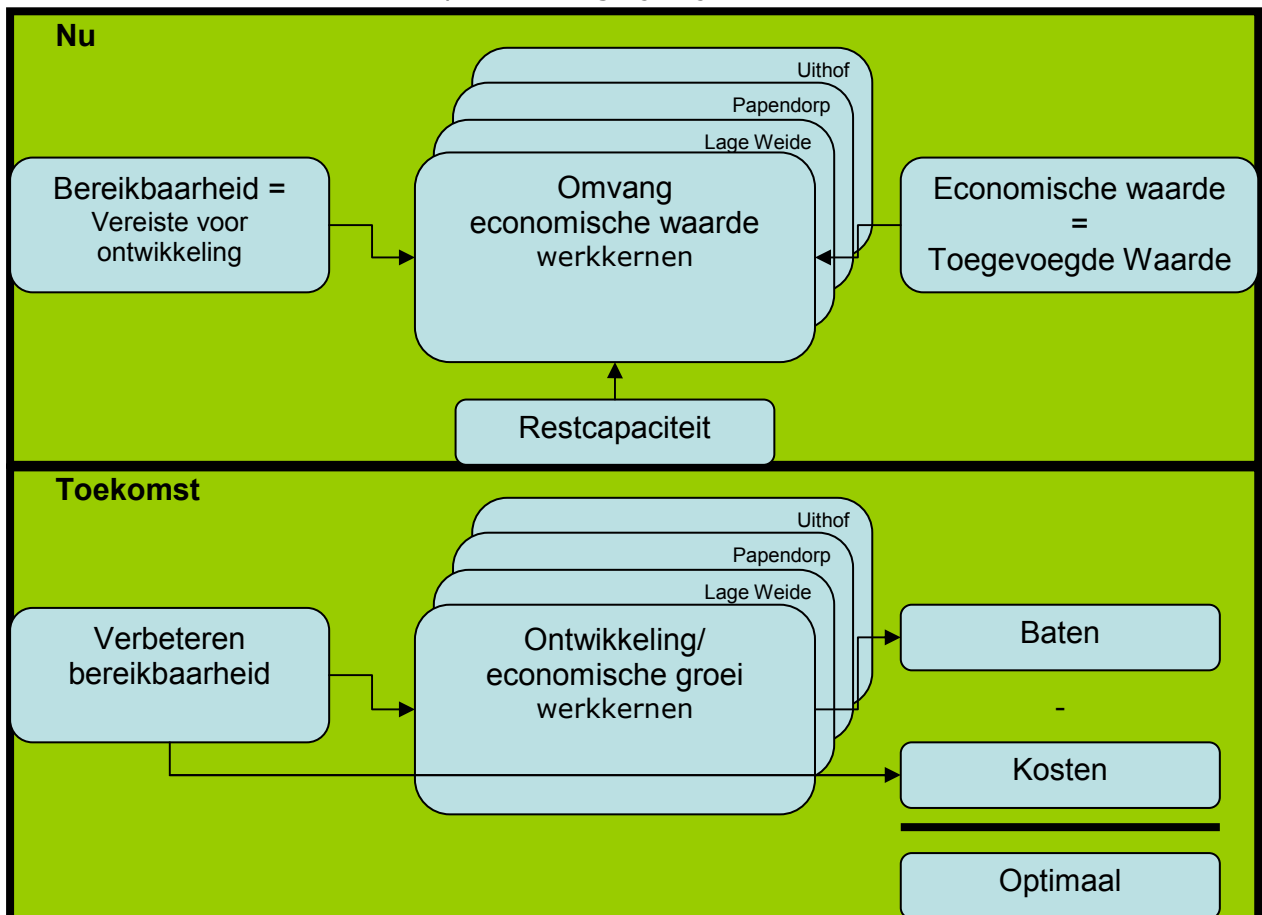 Nu
Uithof
Papendorp
Lage Weide
Bereikbaarheid =
Vereiste voor
ontwikkeling
Omvang
economische waarde
werkkernen
Economische waarde
=
Toegevoegde Waarde
Restcapaciteit
Toekomst
Uithof
Papendorp
Lage Weide
Verbeteren
bereikbaarheid
Ontwikkeling/
economische groei
werkkernen
Baten
-
Kosten
Optimaal